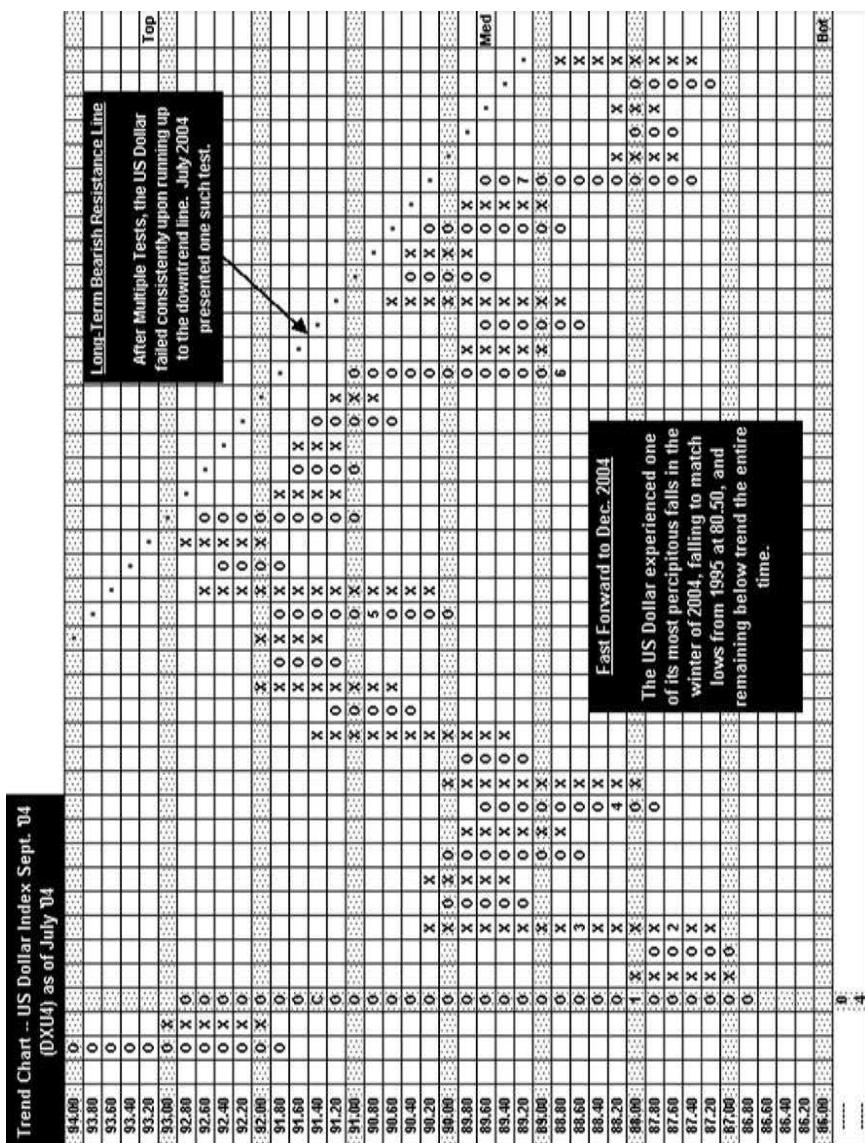 Trend Chart -- US Dollar Index Sept. '04
(DXU4) as of July '04
94.00
93.80
93.60
93.40
93.20 Top
93.00
92.80
92.60
92.40
92.20
92.00
91.80
91.60
91.40
91.20
91.00
90.80
90.60
90.40
90.20
90.00
89.80
89.60 Med
89.40
89.20
89.00
88.80
88.60
88.40
88.20
88.00
87.80
87.60
87.40
87.20
87.00
86.80
86.60
86.40
86.20
86.00 Bot
0
4
Long-Term Bearish Resistance Line
After Multiple Tests, the US Dollar
failed consistently upon running up
to the downtrend line. July 2004
presented one such test.
Fast Forward to Dec. 2004
The US Dollar experienced one
of its most percipitous falls in the
winter of 2004, falling to match
lows from 1995 at 80.50, and
remaining below trend the entire
time.